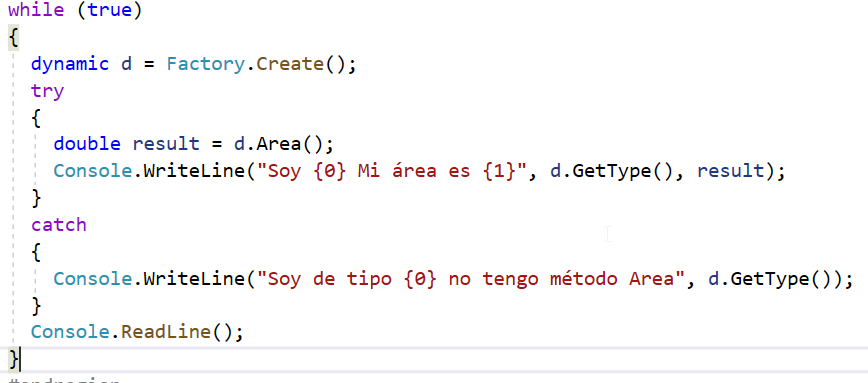 while (true)
{
dynamic d = Factory.Create();
try
{
double result = d.Area();
Console.WriteLine("Soy {0} Mi área es {1}", d.GetType(), result);
}
catch
{
Console.WriteLine("Soy de tipo {0} no tengo método Area", d.GetType());
}
Console.ReadLine();
}